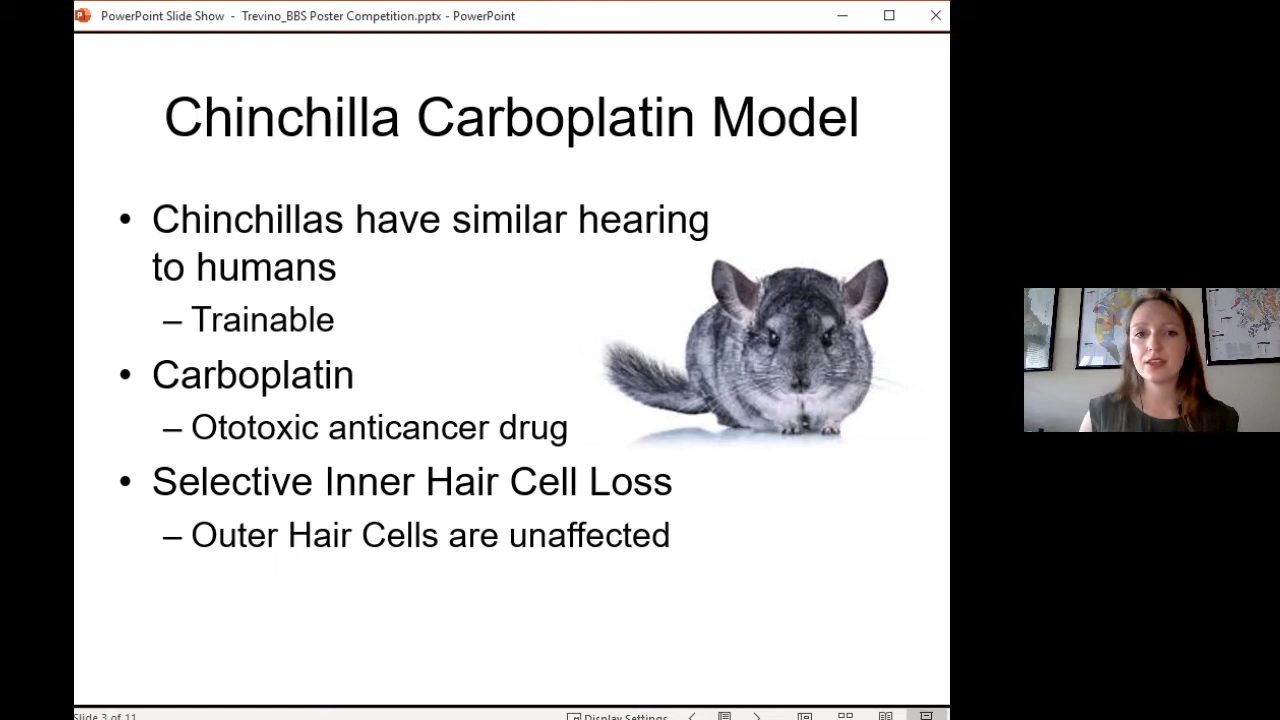 PowerPoint Slide Show - Trevino_BBS Poster Competition.pptx - PowerPoint
Chinchilla Carboplatin Model
• Chinchillas have similar hearing
to humans
– Trainable
• Carboplatin
– Ototoxic anticancer drug
• Selective Inner Hair Cell Loss
– Outer Hair Cells are unaffected
Slide 3 of 11
Display Settings